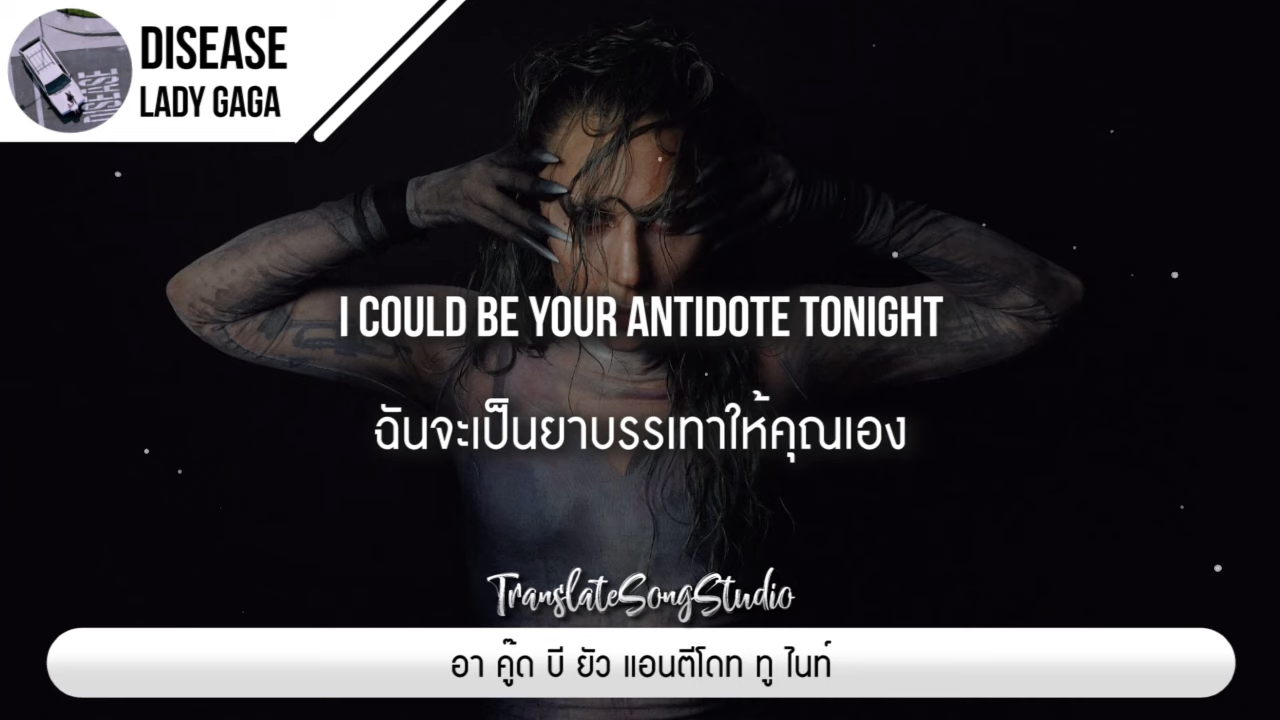 DISEASE
LADY GAGA
DISEASE
I COULD BE YOUR ANTIDOTE TONIGHT
ฉันจะเป็นยาบรรเทาให้คุณเอง
TranslateSongStudio
อา คู๊ด บี ยัว แอนตีโดท ทู ไนท์